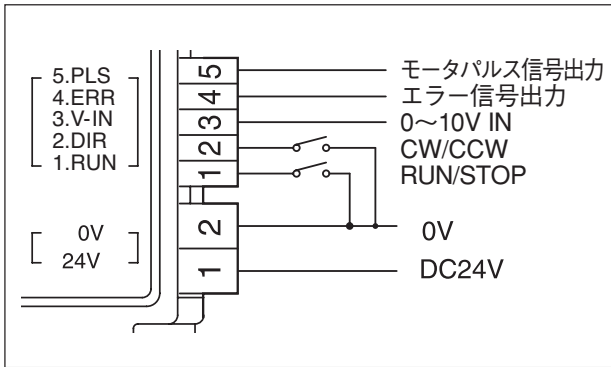 5.PLS
4.ERR
3.V-IN
2.DIR
1.RUN
0V
24V
5
4
3
2
1
2
1
モータパルス信号出力
エラー信号出力
0〜10V IN
CW/CCW
RUN/STOP
0V
DC24V